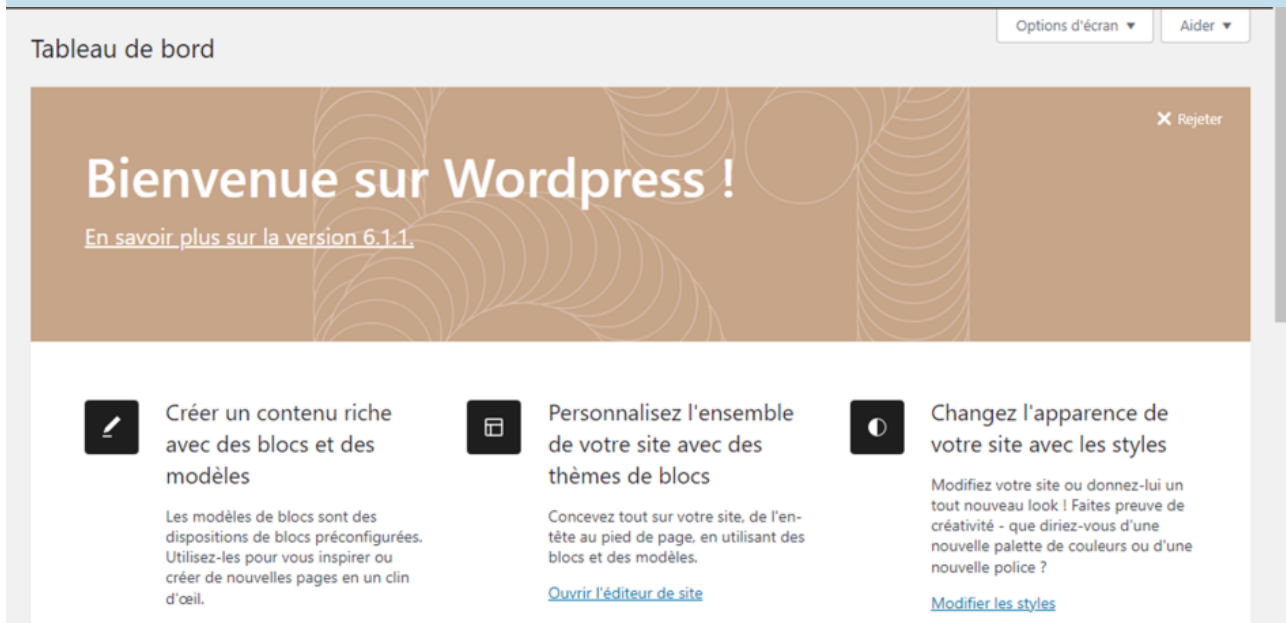 Options d'écran ▼
Aider ▼
Tableau de bord
Rejeter
Bienvenue sur Wordpress !
En savoir plus sur la version 6.1.1.
Créer un contenu riche
avec des blocs et des
modèles
Les modèles de blocs sont des
dispositions de blocs préconfigurées.
Utilisez-les pour vous inspirer ou
créer de nouvelles pages en un clin
d'œil.
Personnalisez l'ensemble
de votre site avec des
thèmes de blocs
Concevez tout sur votre site, de l'en-
tête au pied de page, en utilisant des
blocs et des modèles.
Ouvrir l'éditeur de site
Changez l'apparence de
votre site avec les styles
Modifiez votre site ou donnez-lui un
tout nouveau look ! Faites preuve de
créativité - que diriez-vous d'une
nouvelle palette de couleurs ou d'une
nouvelle police ?
Modifier les styles